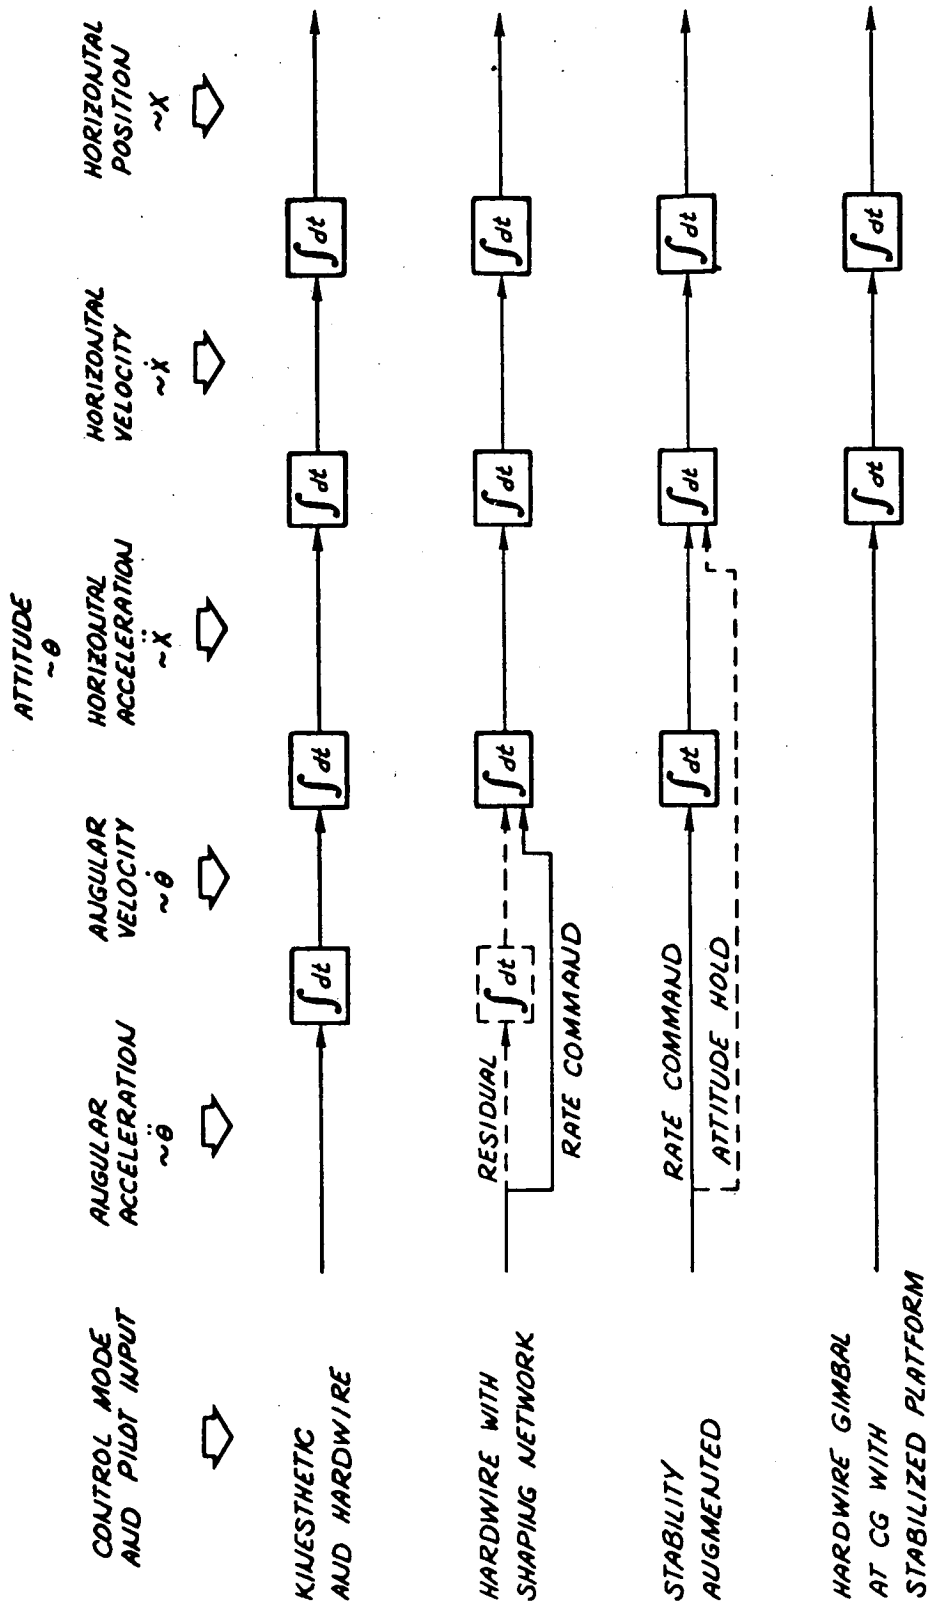 ATTITUDE
~θ
CONTROL MODE
AND PILOT INPUT
ANGULAR
ACCELERATION
~θ̈
ANGULAR
VELOCITY
~θ̇
HORIZONTAL
ACCELERATION
~Ẍ
HORIZONTAL
VELOCITY
~Ẋ
HORIZONTAL
POSITION
~X
KINESTHETIC
AND HARDWIRE
∫dt
∫dt
∫dt
∫dt
HARDWIRE WITH
SHAPING NETWORK
RESIDUAL
∫dt
∫dt
∫dt
∫dt
RATE COMMAND
STABILITY
AUGMENTED
RATE COMMAND
∫dt
∫dt
∫dt
ATTITUDE HOLD
HARDWIRE GIMBAL
AT CG WITH
STABILIZED PLATFORM
∫dt
∫dt